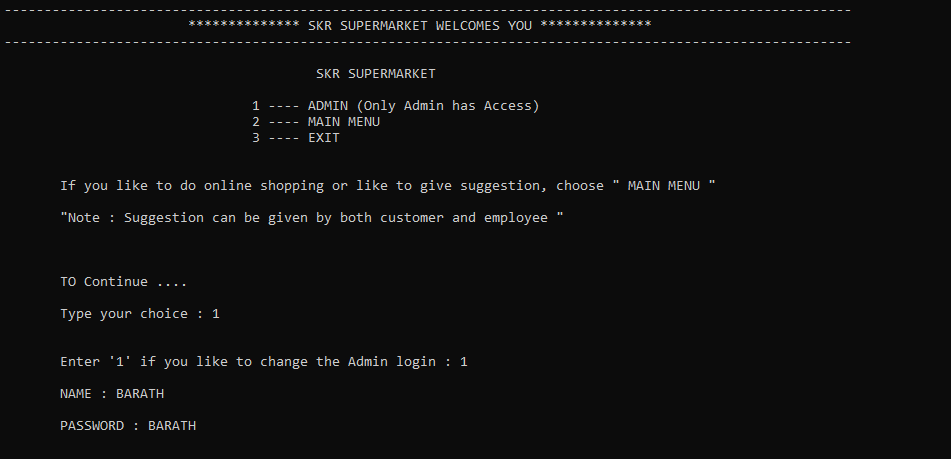 ----------------------------------------------------------------------------------------------------------
************** SKR SUPERMARKET WELCOMES YOU **************
----------------------------------------------------------------------------------------------------------
SKR SUPERMARKET
1 ---- ADMIN (Only Admin has Access)
2 ---- MAIN MENU
3 ---- EXIT
If you like to do online shopping or like to give suggestion, choose " MAIN MENU "
"Note : Suggestion can be given by both customer and employee "
TO Continue ....
Type your choice : 1
Enter '1' if you like to change the Admin login : 1
NAME : BARATH
PASSWORD : BARATH